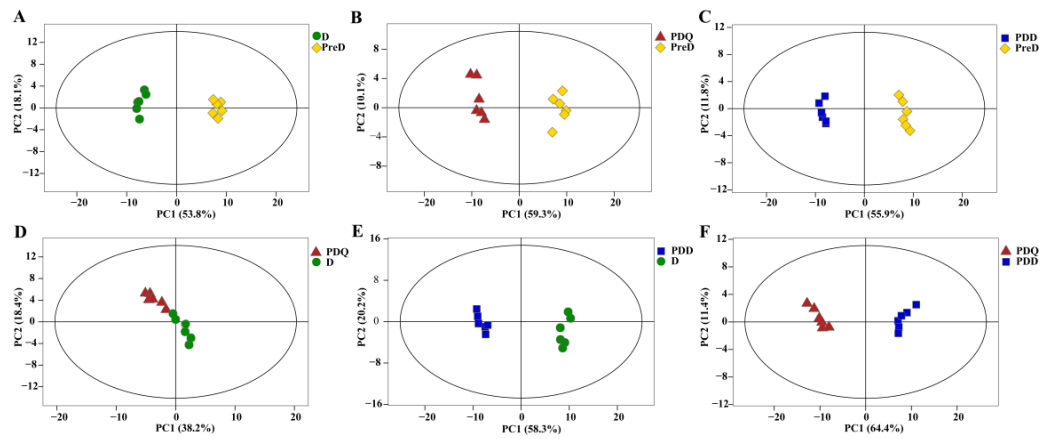 A
D
PreD
12
8
4
0
−4
−8
−12
PC2 (18.1%)
−20
−10
0
10
20
PC1 (53.8%)
B
PDQ
PreD
8
4
0
−4
−8
PC2 (10.1%)
−20
−10
0
10
20
PC1 (59.3%)
C
PDD
PreD
12
8
4
0
−4
−8
−12
PC2 (11.8%)
−20
−10
0
10
20
PC1 (55.9%)
D
PDQ
D
12
8
4
0
−4
−8
−12
PC2 (18.4%)
−20
−10
0
10
20
PC1 (38.2%)
E
PDD
D
16
8
0
−8
−16
PC2 (20.2%)
−20
−10
0
10
20
PC1 (58.3%)
F
PDQ
PDD
12
8
4
0
−4
−8
−12
PC2 (11.4%)
−20
−10
0
10
20
PC1 (64.4%)